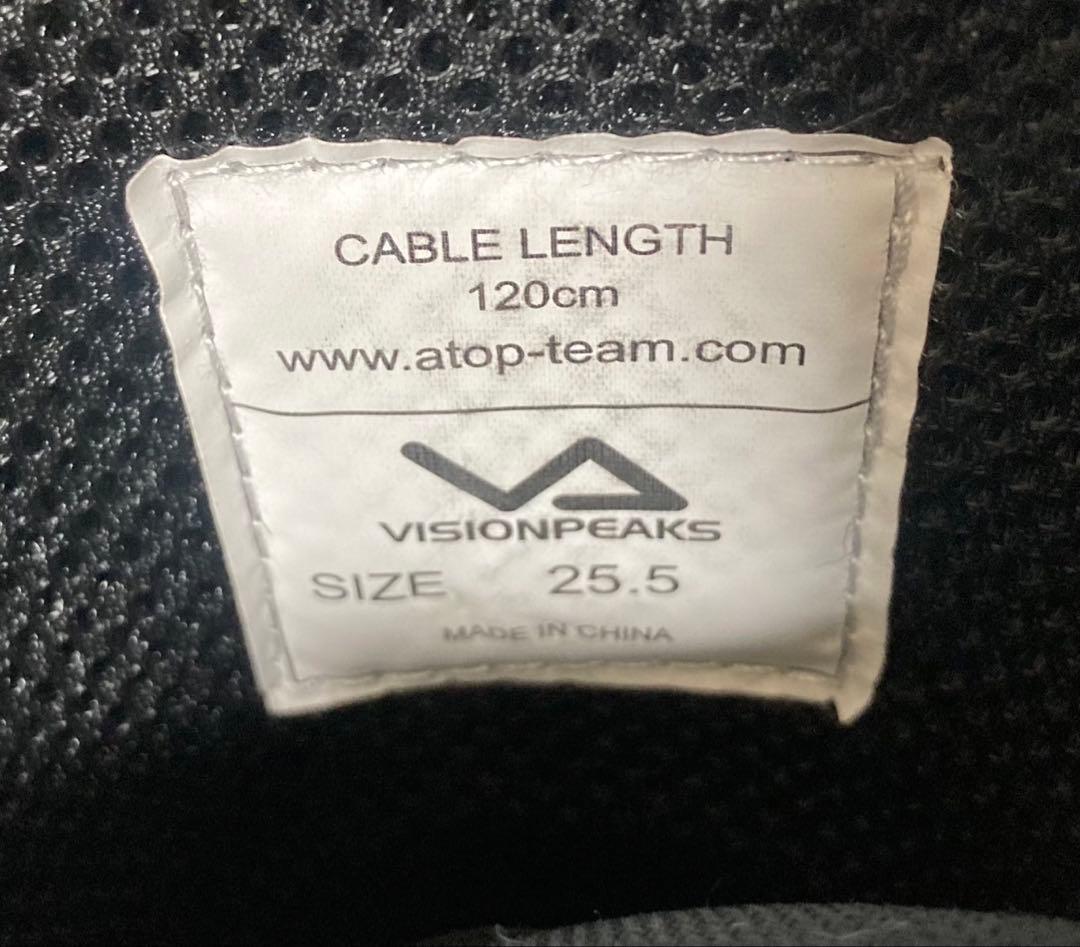 CABLE LENGTH
120cm
www.atop-team.com
VISIONPEAKS
SIZE 25.5
MADE IN CHINA